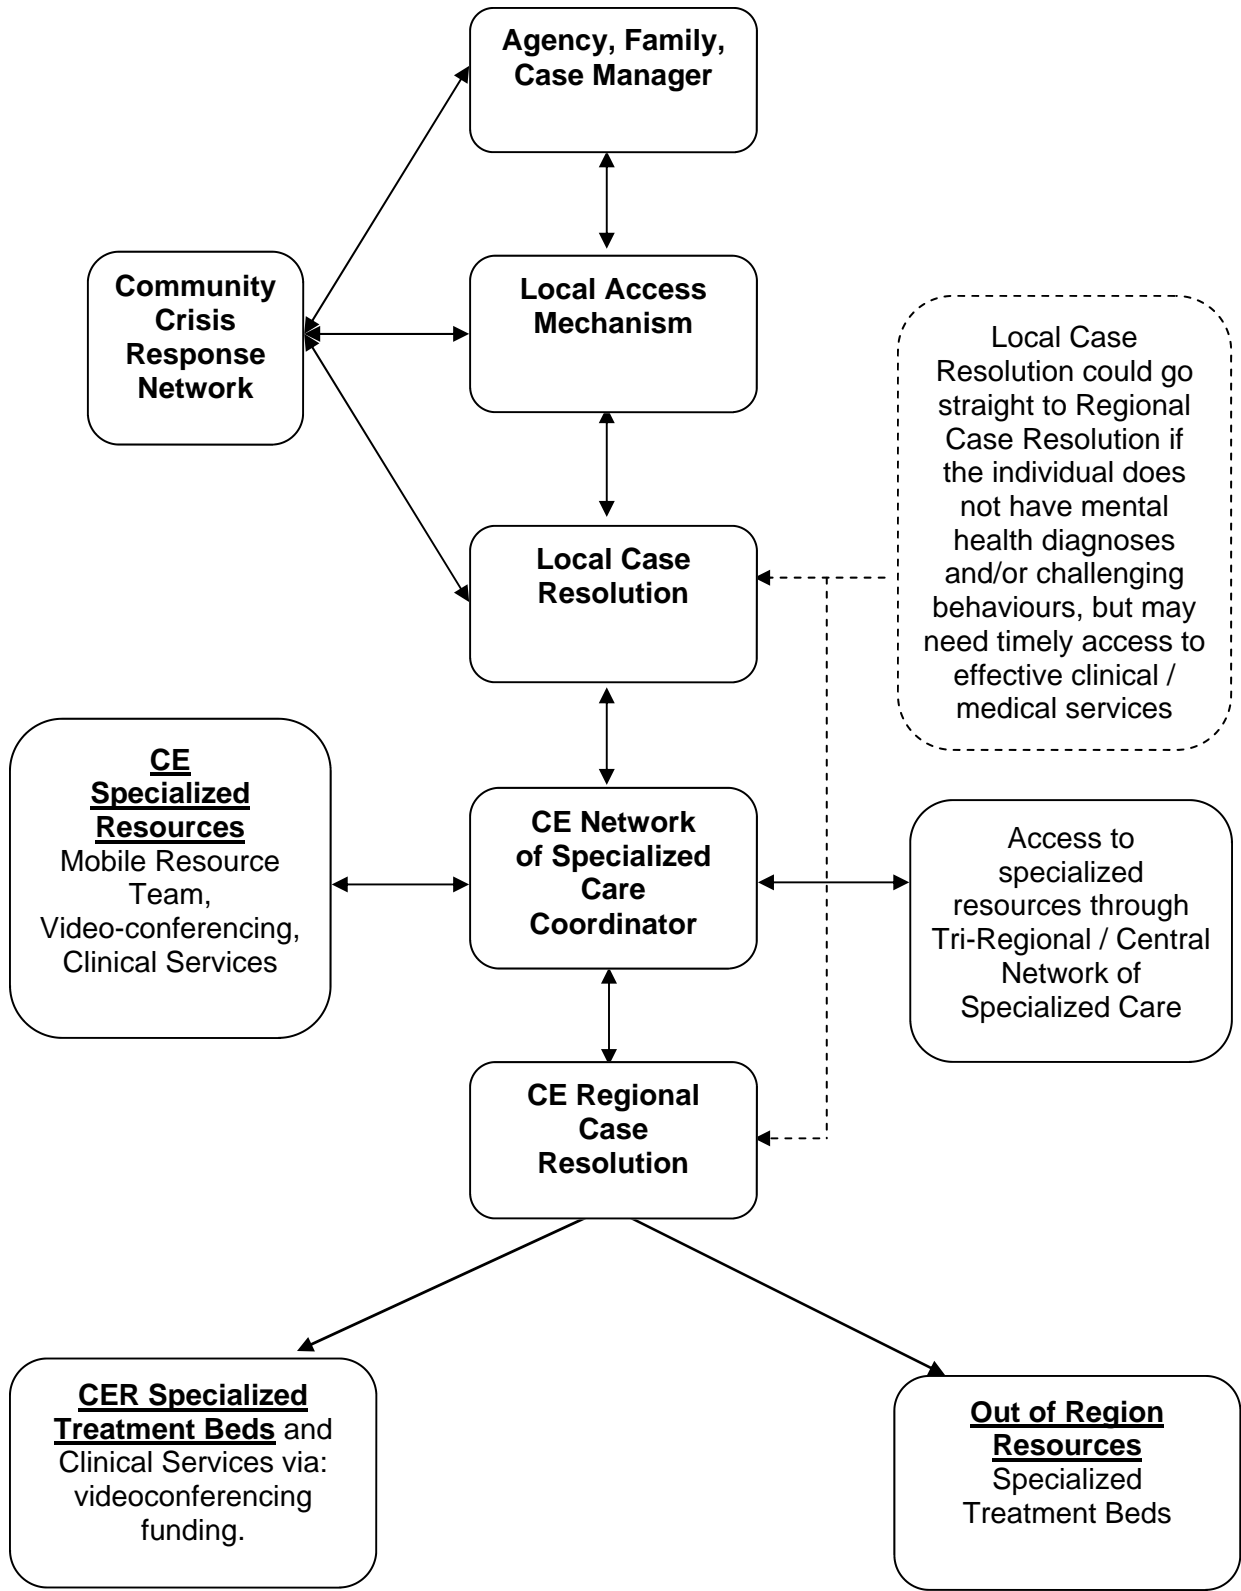 Agency, Family,
Case Manager
Community
Crisis
Response
Network
Local Access
Mechanism
Local Case
Resolution could go
straight to Regional
Case Resolution if
the individual does
not have mental
health diagnoses
and/or challenging
behaviours, but may
need timely access to
effective clinical /
medical services
Local Case
Resolution
CE
Specialized
Resources
Mobile Resource
Team,
Video-conferencing,
Clinical Services
CE Network
of Specialized
Care
Coordinator
Access to
specialized
resources through
Tri-Regional / Central
Network of
Specialized Care
CE Regional
Case
Resolution
CER Specialized
Treatment Beds and
Clinical Services via:
videoconferencing
funding.
Out of Region
Resources
Specialized
Treatment Beds